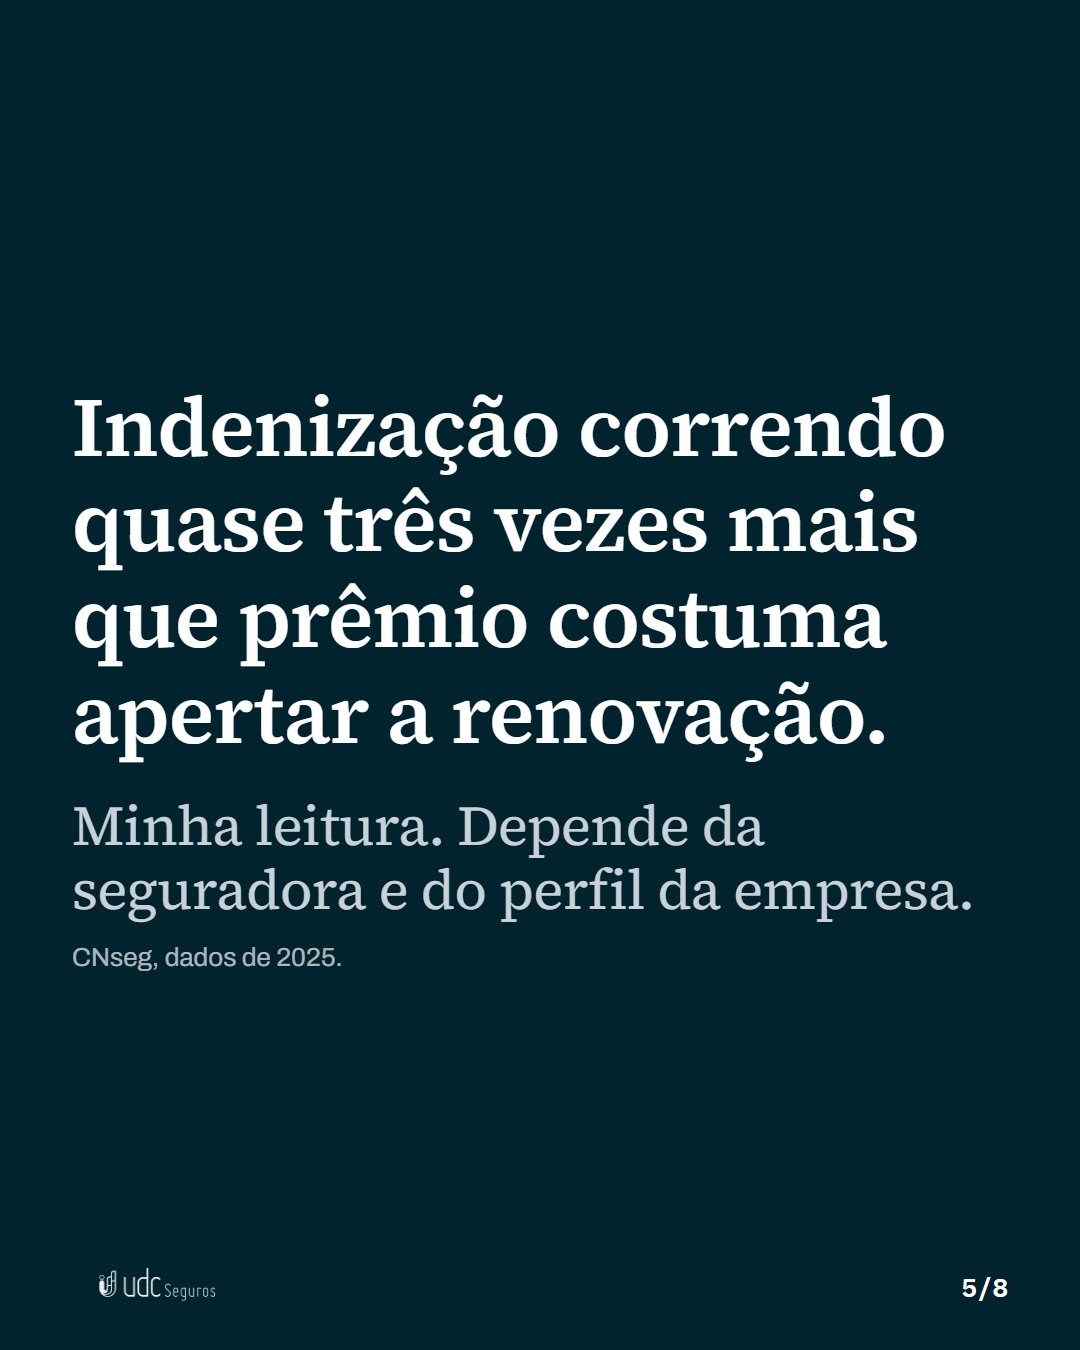 Indenização correndo
quase três vezes mais
que prêmio costuma
apertar a renovação.
Minha leitura. Depende da
seguradora e do perfil da empresa.
CNseg, dados de 2025.
udc Seguros
5/8